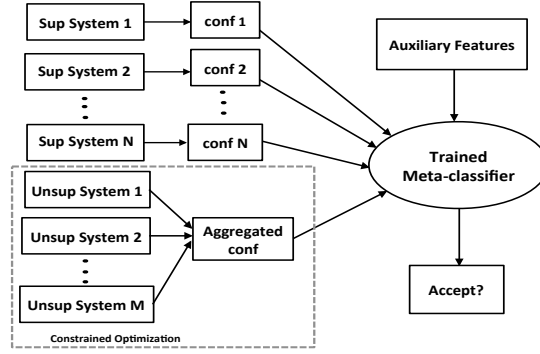 Sup System 1
conf 1
Auxiliary Features
Sup System 2
conf 2
Sup System N
conf N
Trained
Meta-classifier
Unsup System 1
Unsup System 2
Aggregated
conf
Unsup System M
Accept?
Constrained Optimization